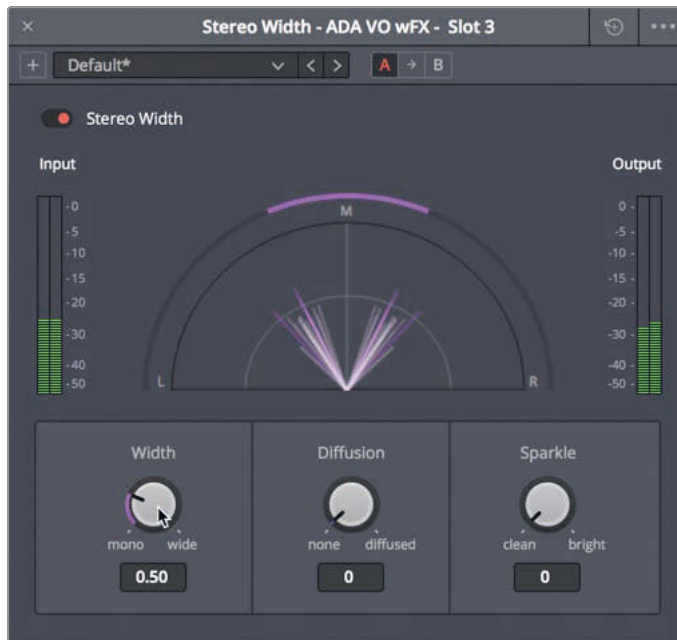 Stereo Width - ADA VO wFX - Slot 3
Default*
A
B
Stereo Width
Input
Output
-0
-5
-10
-15
-20
-30
-40
-50
M
L
R
0 -
-5 -
-10 -
-15 -
-20 -
-30 -
-40 -
-50 -
Width
Diffusion
Sparkle
mono wide
none diffused
clean bright
0.50
0
0